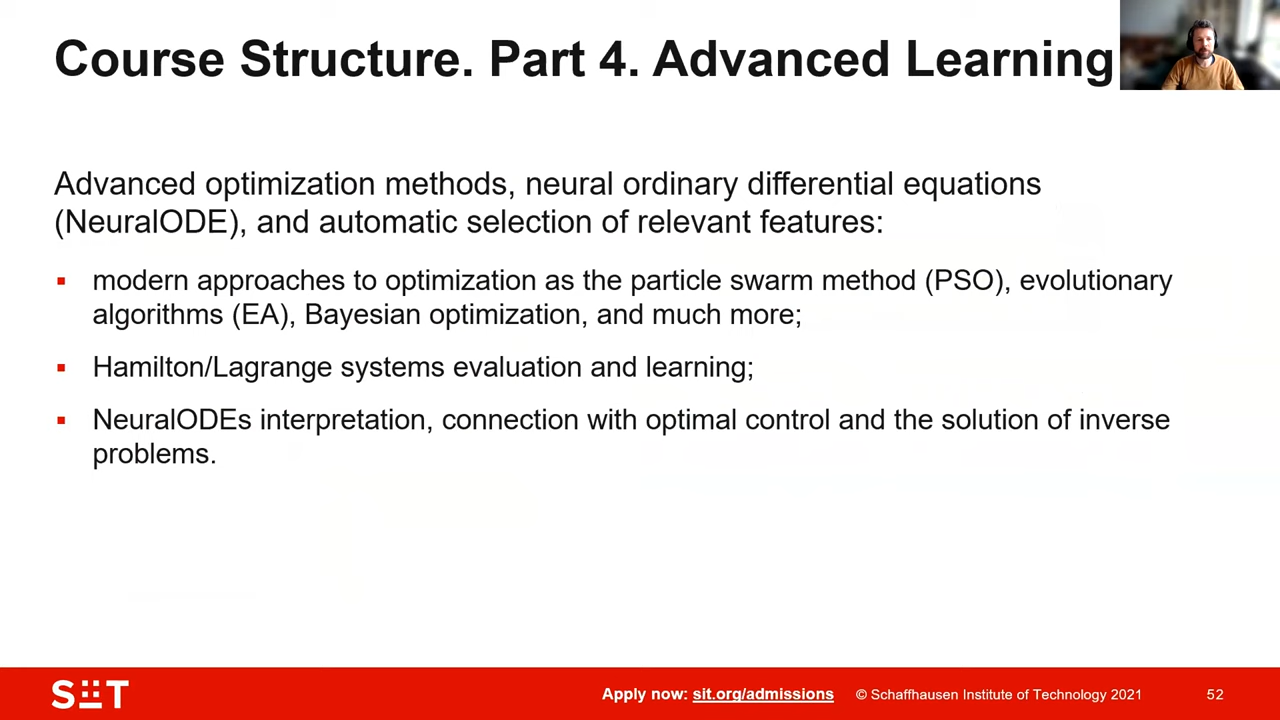 Course Structure. Part 4. Advanced Learning
Advanced optimization methods, neural ordinary differential equations
(NeuralODE), and automatic selection of relevant features:
▪ modern approaches to optimization as the particle swarm method (PSO), evolutionary
algorithms (EA), Bayesian optimization, and much more;
▪ Hamilton/Lagrange systems evaluation and learning;
▪ NeuralODEs interpretation, connection with optimal control and the solution of inverse
problems.
SIT
Apply now: sit.org/admissions © Schaffhausen Institute of Technology 2021 52